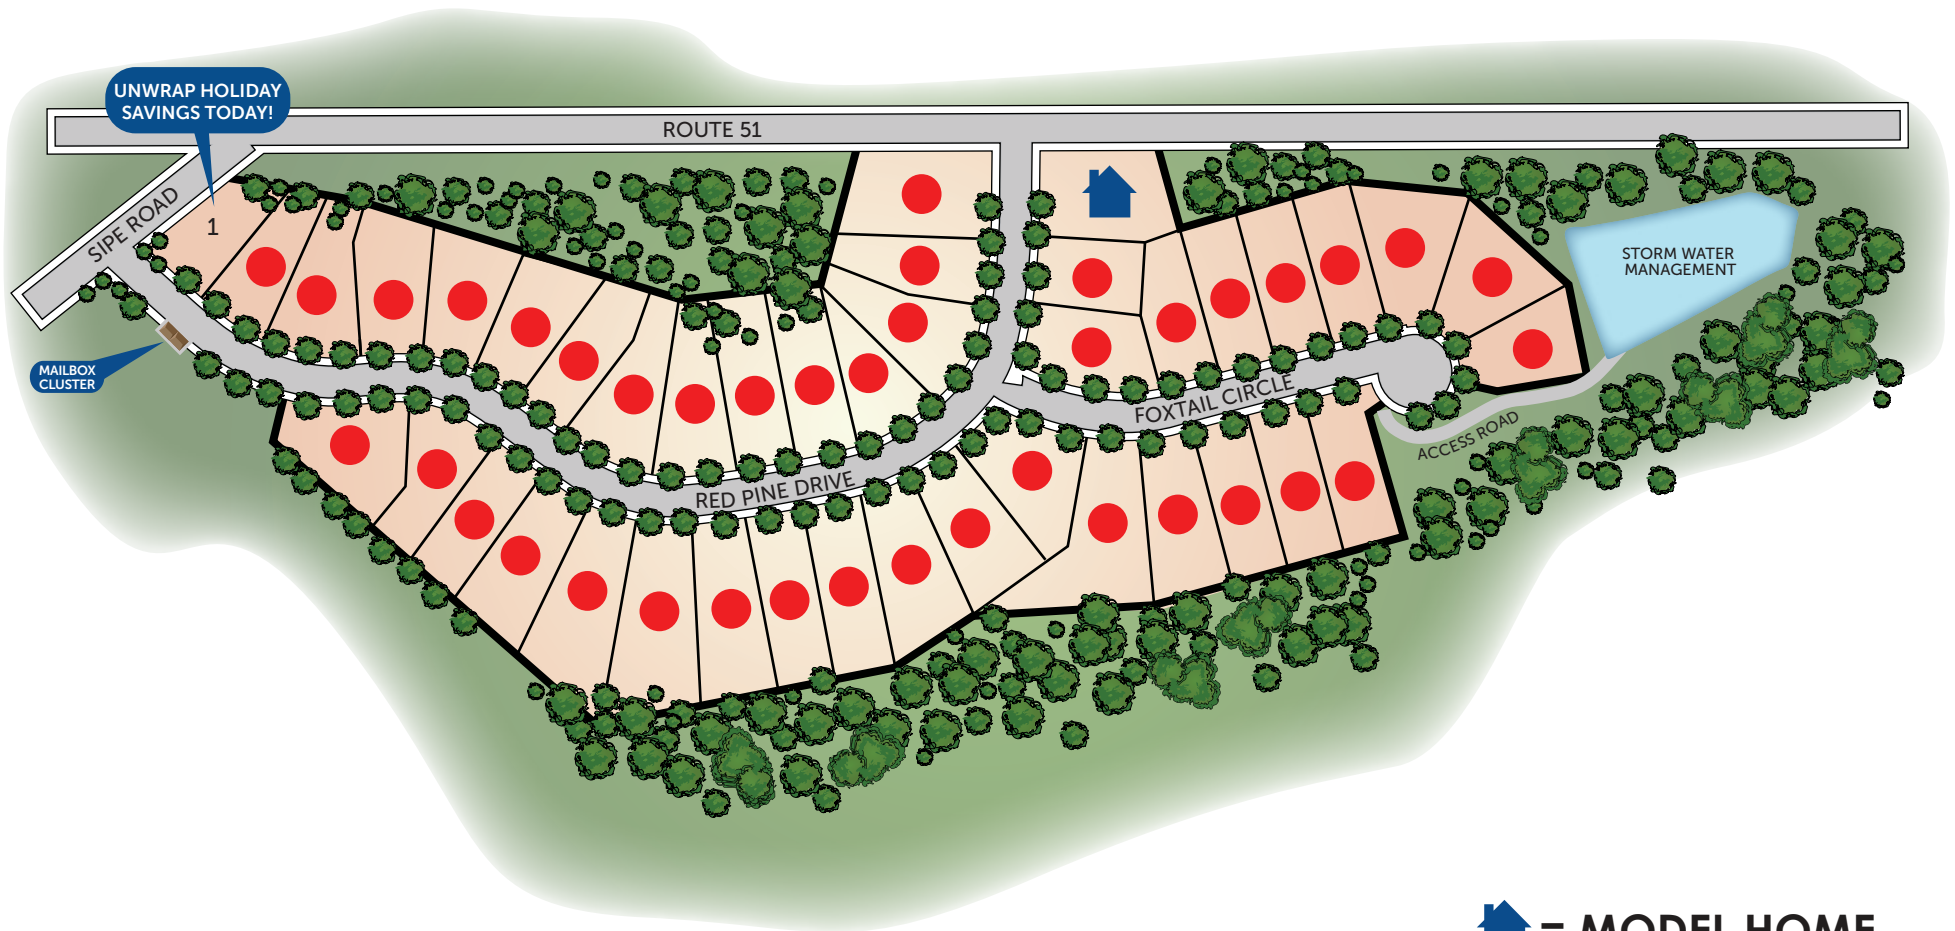 UNWRAP HOLIDAY
SAVINGS TODAY!
ROUTE 51
SIPE ROAD
1
STORM WATER
MANAGEMENT
MAILBOX
CLUSTER
FOXTAIL CIRCLE
ACCESS ROAD
RED PINE DRIVE
= MODEL HOME